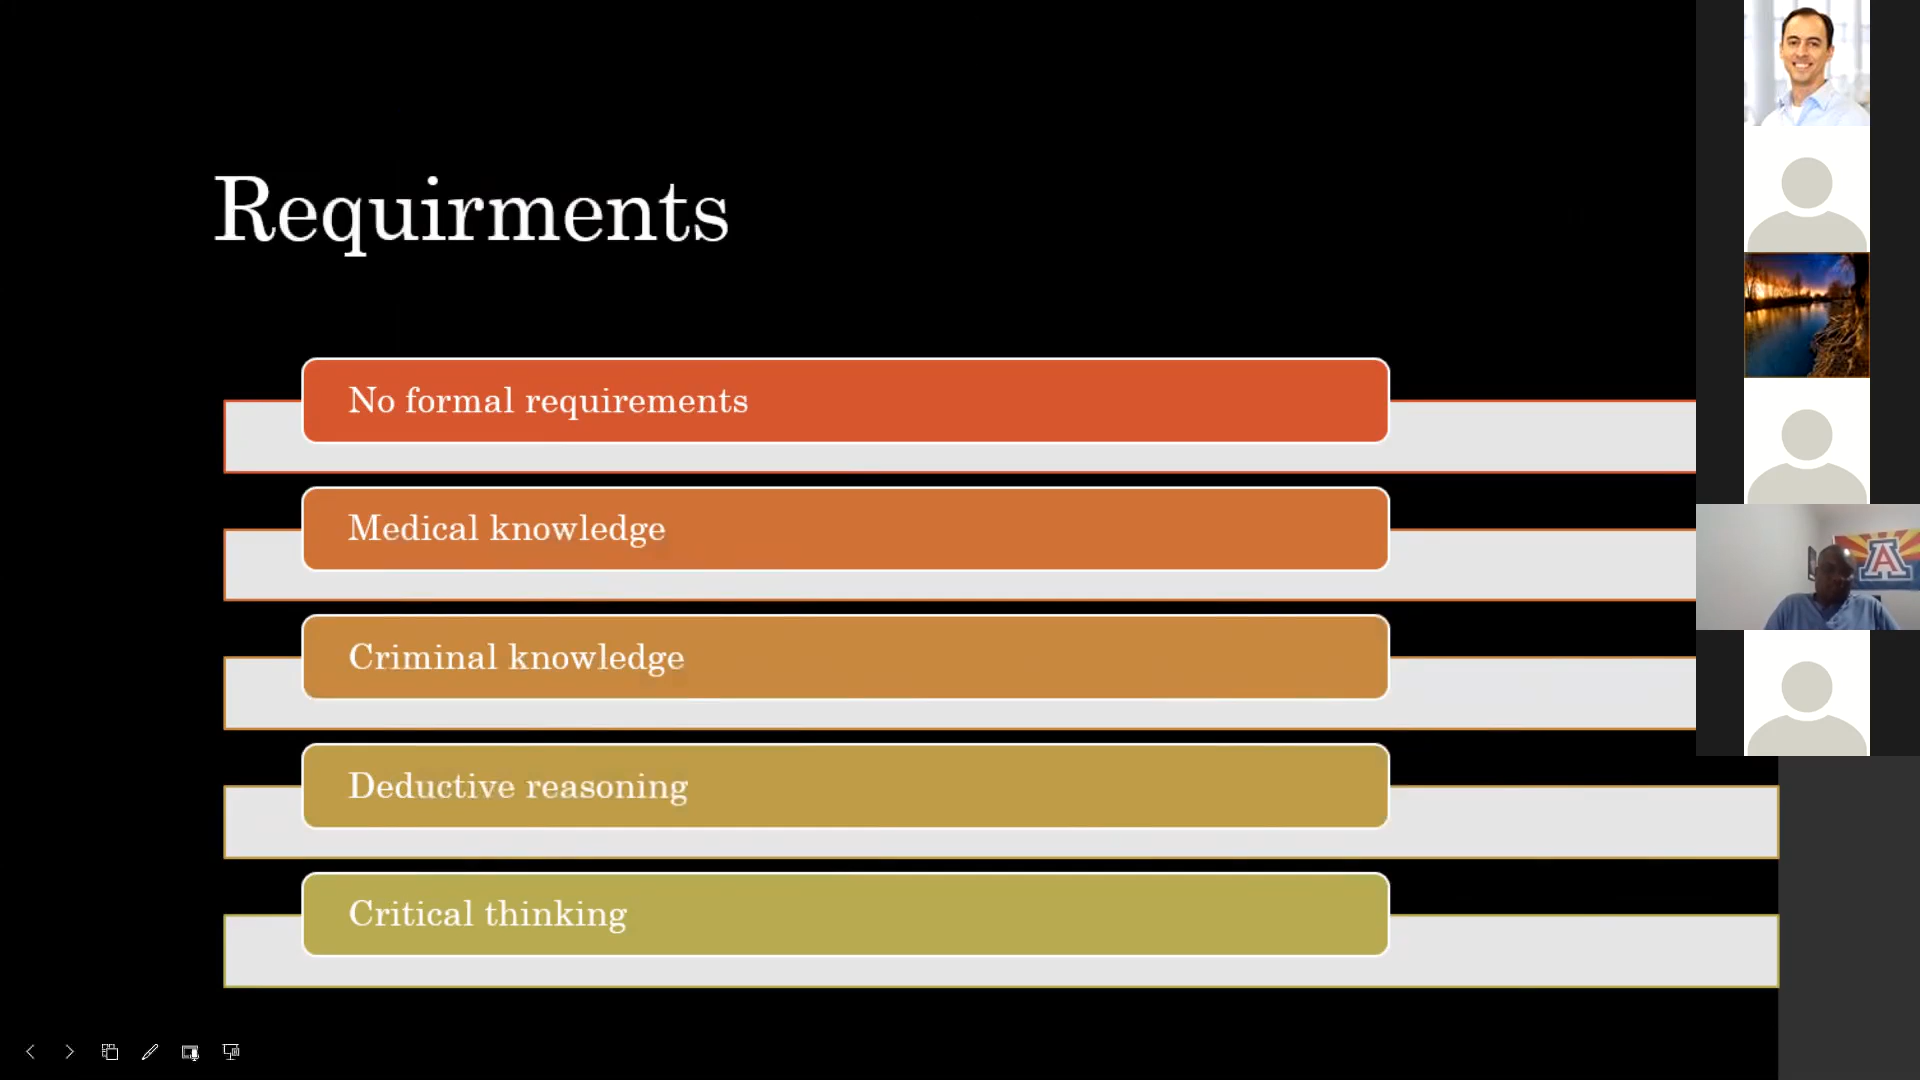 Requirments
No formal requirements
Medical knowledge
Criminal knowledge
Deductive reasoning
Critical thinking
A